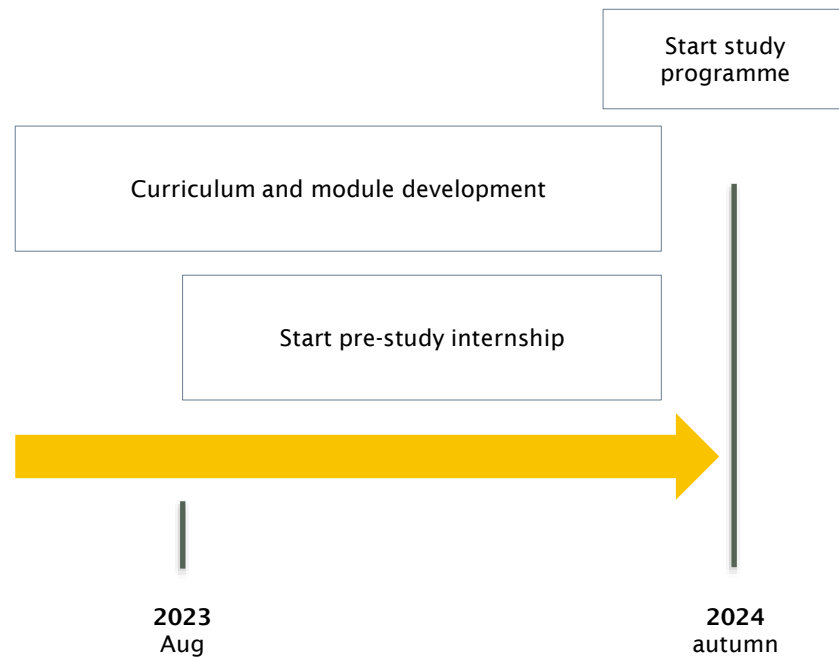 Start study
programme
Curriculum and module development
Start pre-study internship
2023
Aug
2024
autumn